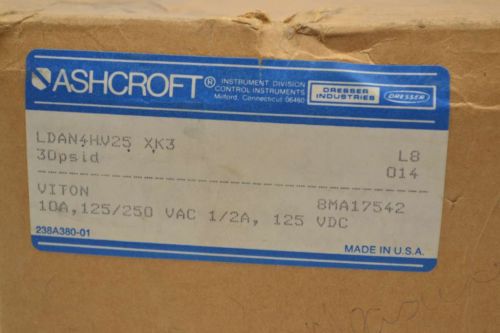 ASHCROFT®
INSTRUMENT DIVISION
CONTROL INSTRUMENTS
Milford, Connecticut 06460
DRESSER
INDUSTRIES
DRESSER
LDAN4HV25 XK3
30psid
L8
014
VITON
8MA17542
10A,125/250 VAC 1/2A, 125 VDC
238A380-01
MADE IN U.S.A.